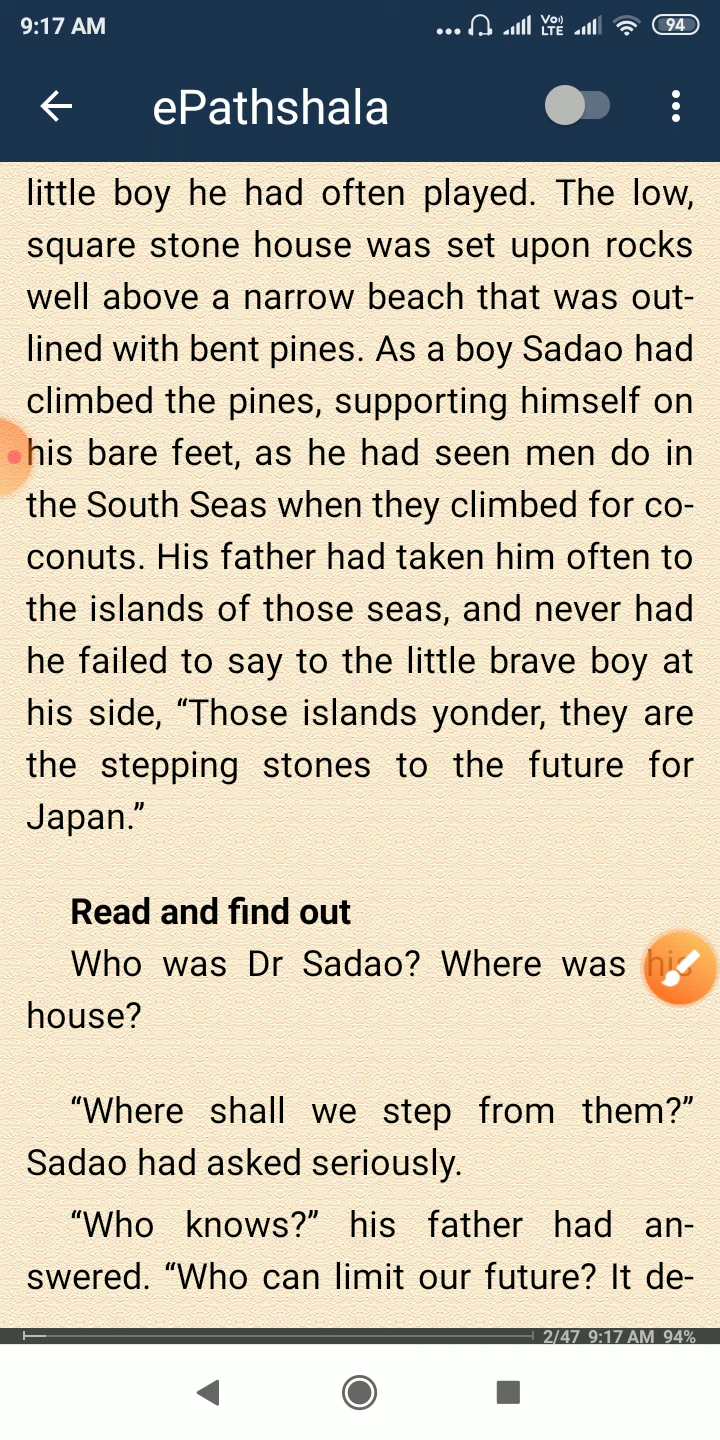 9:17 AM
Vo) LTE
94
ePathshala
little boy he had often played. The low,
square stone house was set upon rocks
well above a narrow beach that was out-
lined with bent pines. As a boy Sadao had
climbed the pines, supporting himself on
his bare feet, as he had seen men do in
the South Seas when they climbed for co-
conuts. His father had taken him often to
the islands of those seas, and never had
he failed to say to the little brave boy at
his side, “Those islands yonder, they are
the stepping stones to the future for
Japan.”
Read and find out
Who was Dr Sadao? Where was his
house?
“Where shall we step from them?”
Sadao had asked seriously.
“Who knows?” his father had an-
swered. “Who can limit our future? It de-
2/47 9:17 AM 94%